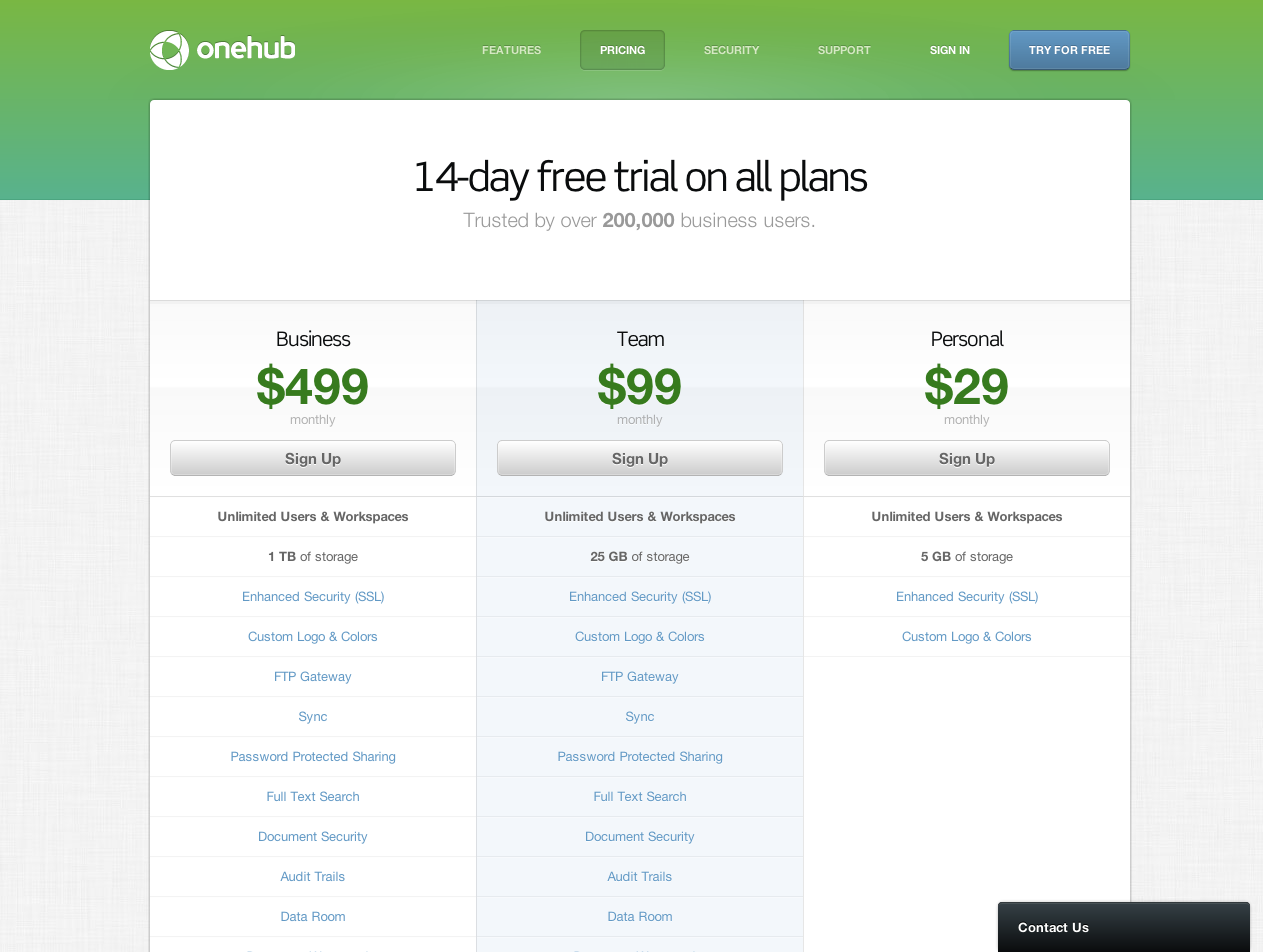 onehub
FEATURES
PRICING
SECURITY
SUPPORT
SIGN IN
TRY FOR FREE
14-day free trial on all plans
Trusted by over 200,000 business users.
Business
$499
monthly
Sign Up
Unlimited Users & Workspaces
1 TB of storage
Enhanced Security (SSL)
Custom Logo & Colors
FTP Gateway
Sync
Password Protected Sharing
Full Text Search
Document Security
Audit Trails
Data Room
Team
$99
monthly
Sign Up
Unlimited Users & Workspaces
25 GB of storage
Enhanced Security (SSL)
Custom Logo & Colors
FTP Gateway
Sync
Password Protected Sharing
Full Text Search
Document Security
Audit Trails
Data Room
Personal
$29
monthly
Sign Up
Unlimited Users & Workspaces
5 GB of storage
Enhanced Security (SSL)
Custom Logo & Colors
Contact Us